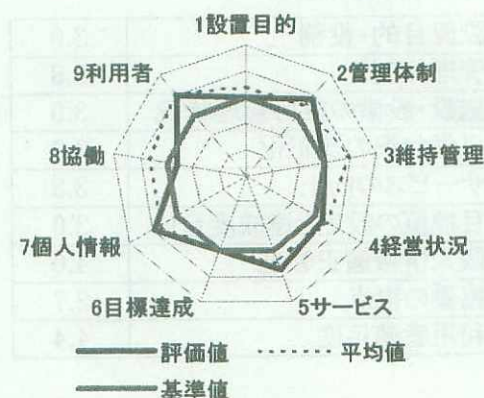 1設置目的
9利用者
2管理体制
8協働
3維持管理
7個人情報
4経営状況
6目標達成
5サービス
評価値
平均値
基準値